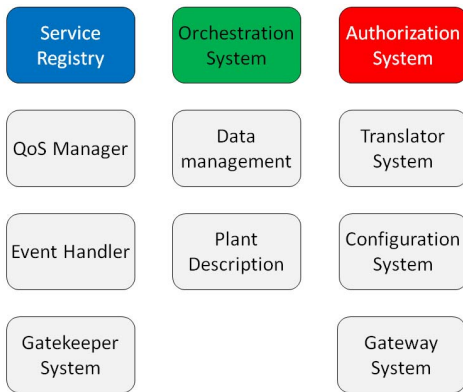 Service
Registry
Orchestration
System
Authorization
System
QoS Manager
Data
management
Translator
System
Event Handler
Plant
Description
Configuration
System
Gatekeeper
System
Gateway
System